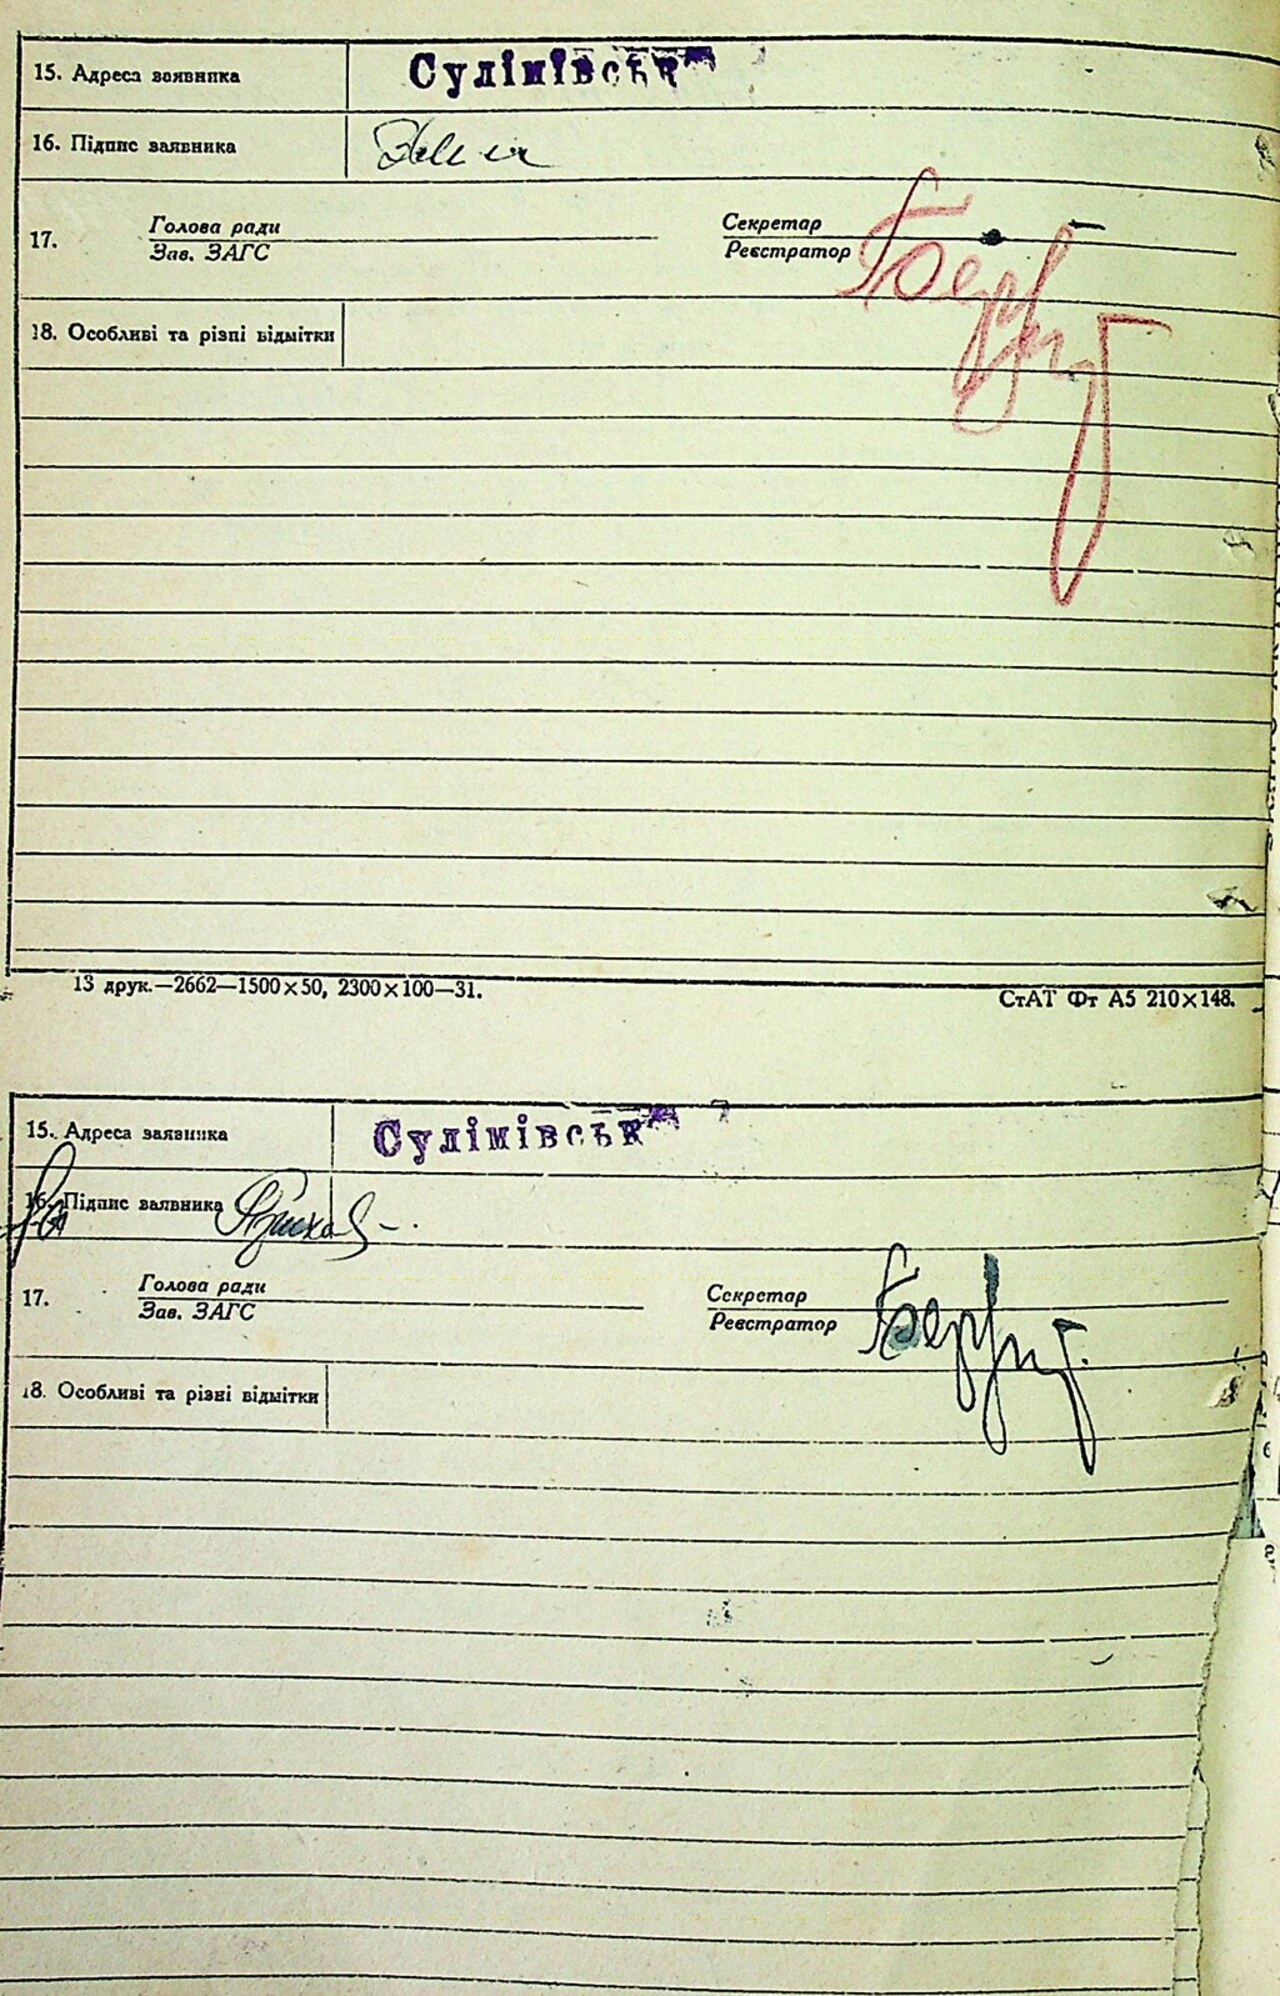 15. Адреса заявника Сулімівськ
16. Підпис заявника
17. Голова ради Секретар
Зав. ЗАГС Реєстратор
18. Особливі та різні відмітки
13 друк.—2662—1500×50, 2300×100—31. СтАТ Фт А5 210×148.
15. Адреса заявника Сулімівськ
16. Підпис заявника
17. Голова ради Секретар
Зав. ЗАГС Реєстратор
18. Особливі та різні відмітки